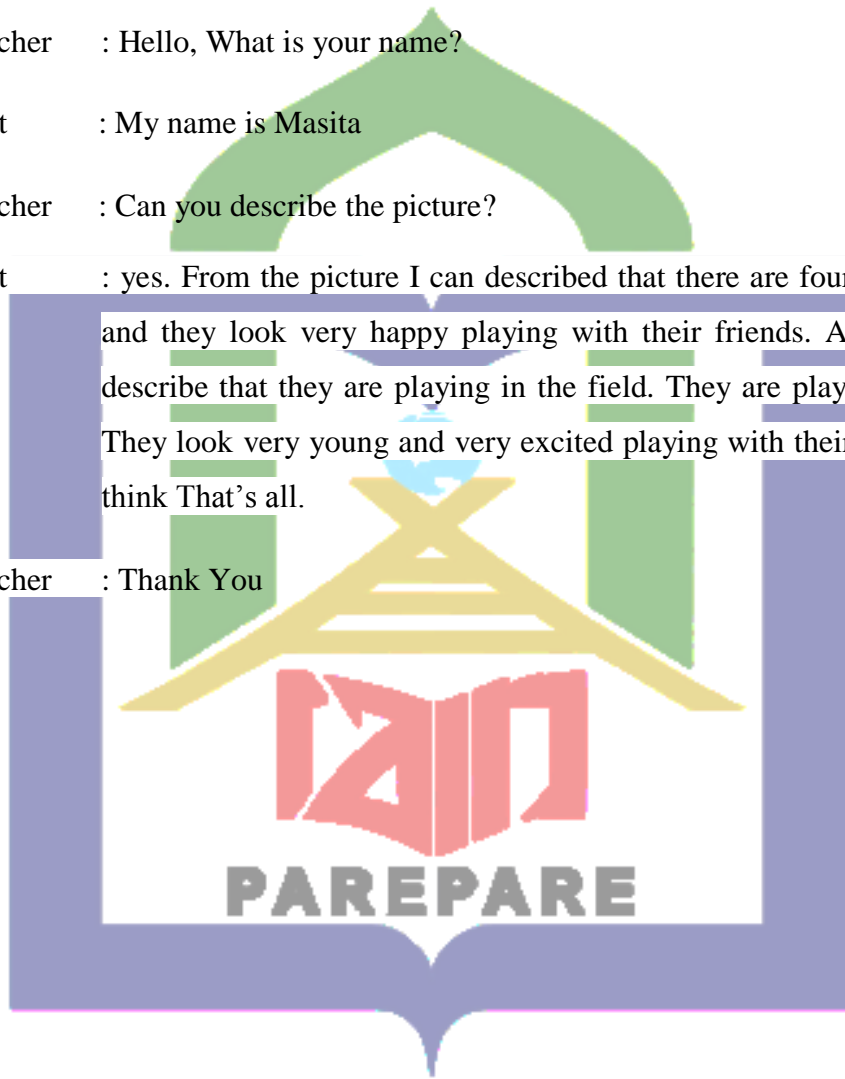 cher : Hello, What is your name?
t : My name is Masita
cher : Can you describe the picture?
t : yes. From the picture I can described that there are four
and they look very happy playing with their friends. A
describe that they are playing in the field. They are play
They look very young and very excited playing with their
think That’s all.
cher : Thank You
iain
PAREPARE